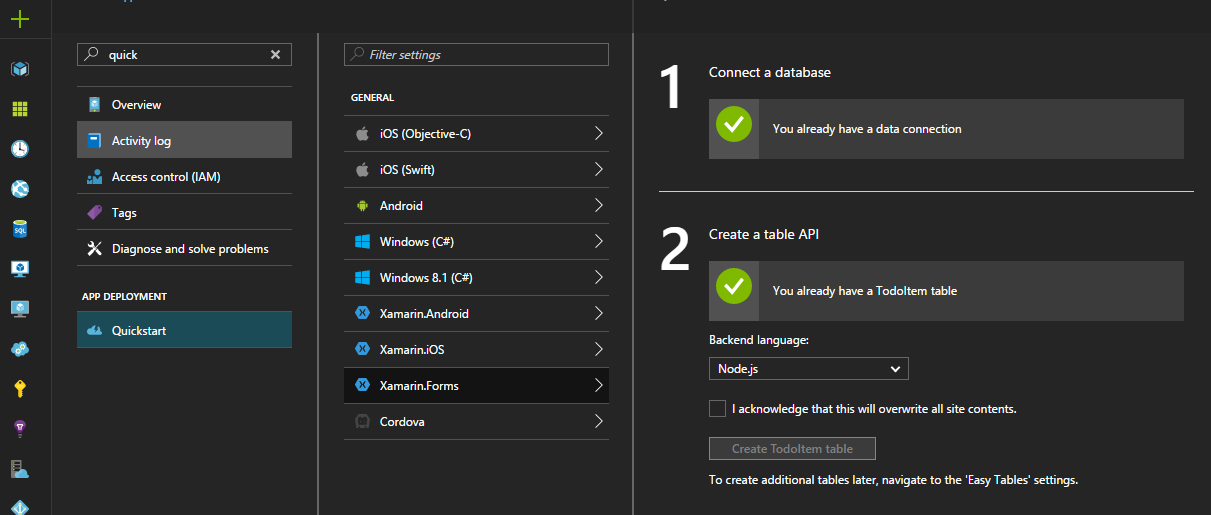 quick
Overview
Activity log
Access control (IAM)
Tags
Diagnose and solve problems
APP DEPLOYMENT
Quickstart
Filter settings
GENERAL
iOS (Objective-C)
iOS (Swift)
Android
Windows (C#)
Windows 8.1 (C#)
Xamarin.Android
Xamarin.iOS
Xamarin.Forms
Cordova
1
Connect a database
You already have a data connection
2
Create a table API
You already have a TodoItem table
Backend language:
Node.js
I acknowledge that this will overwrite all site contents.
Create TodoItem table
To create additional tables later, navigate to the 'Easy Tables' settings.
SQL